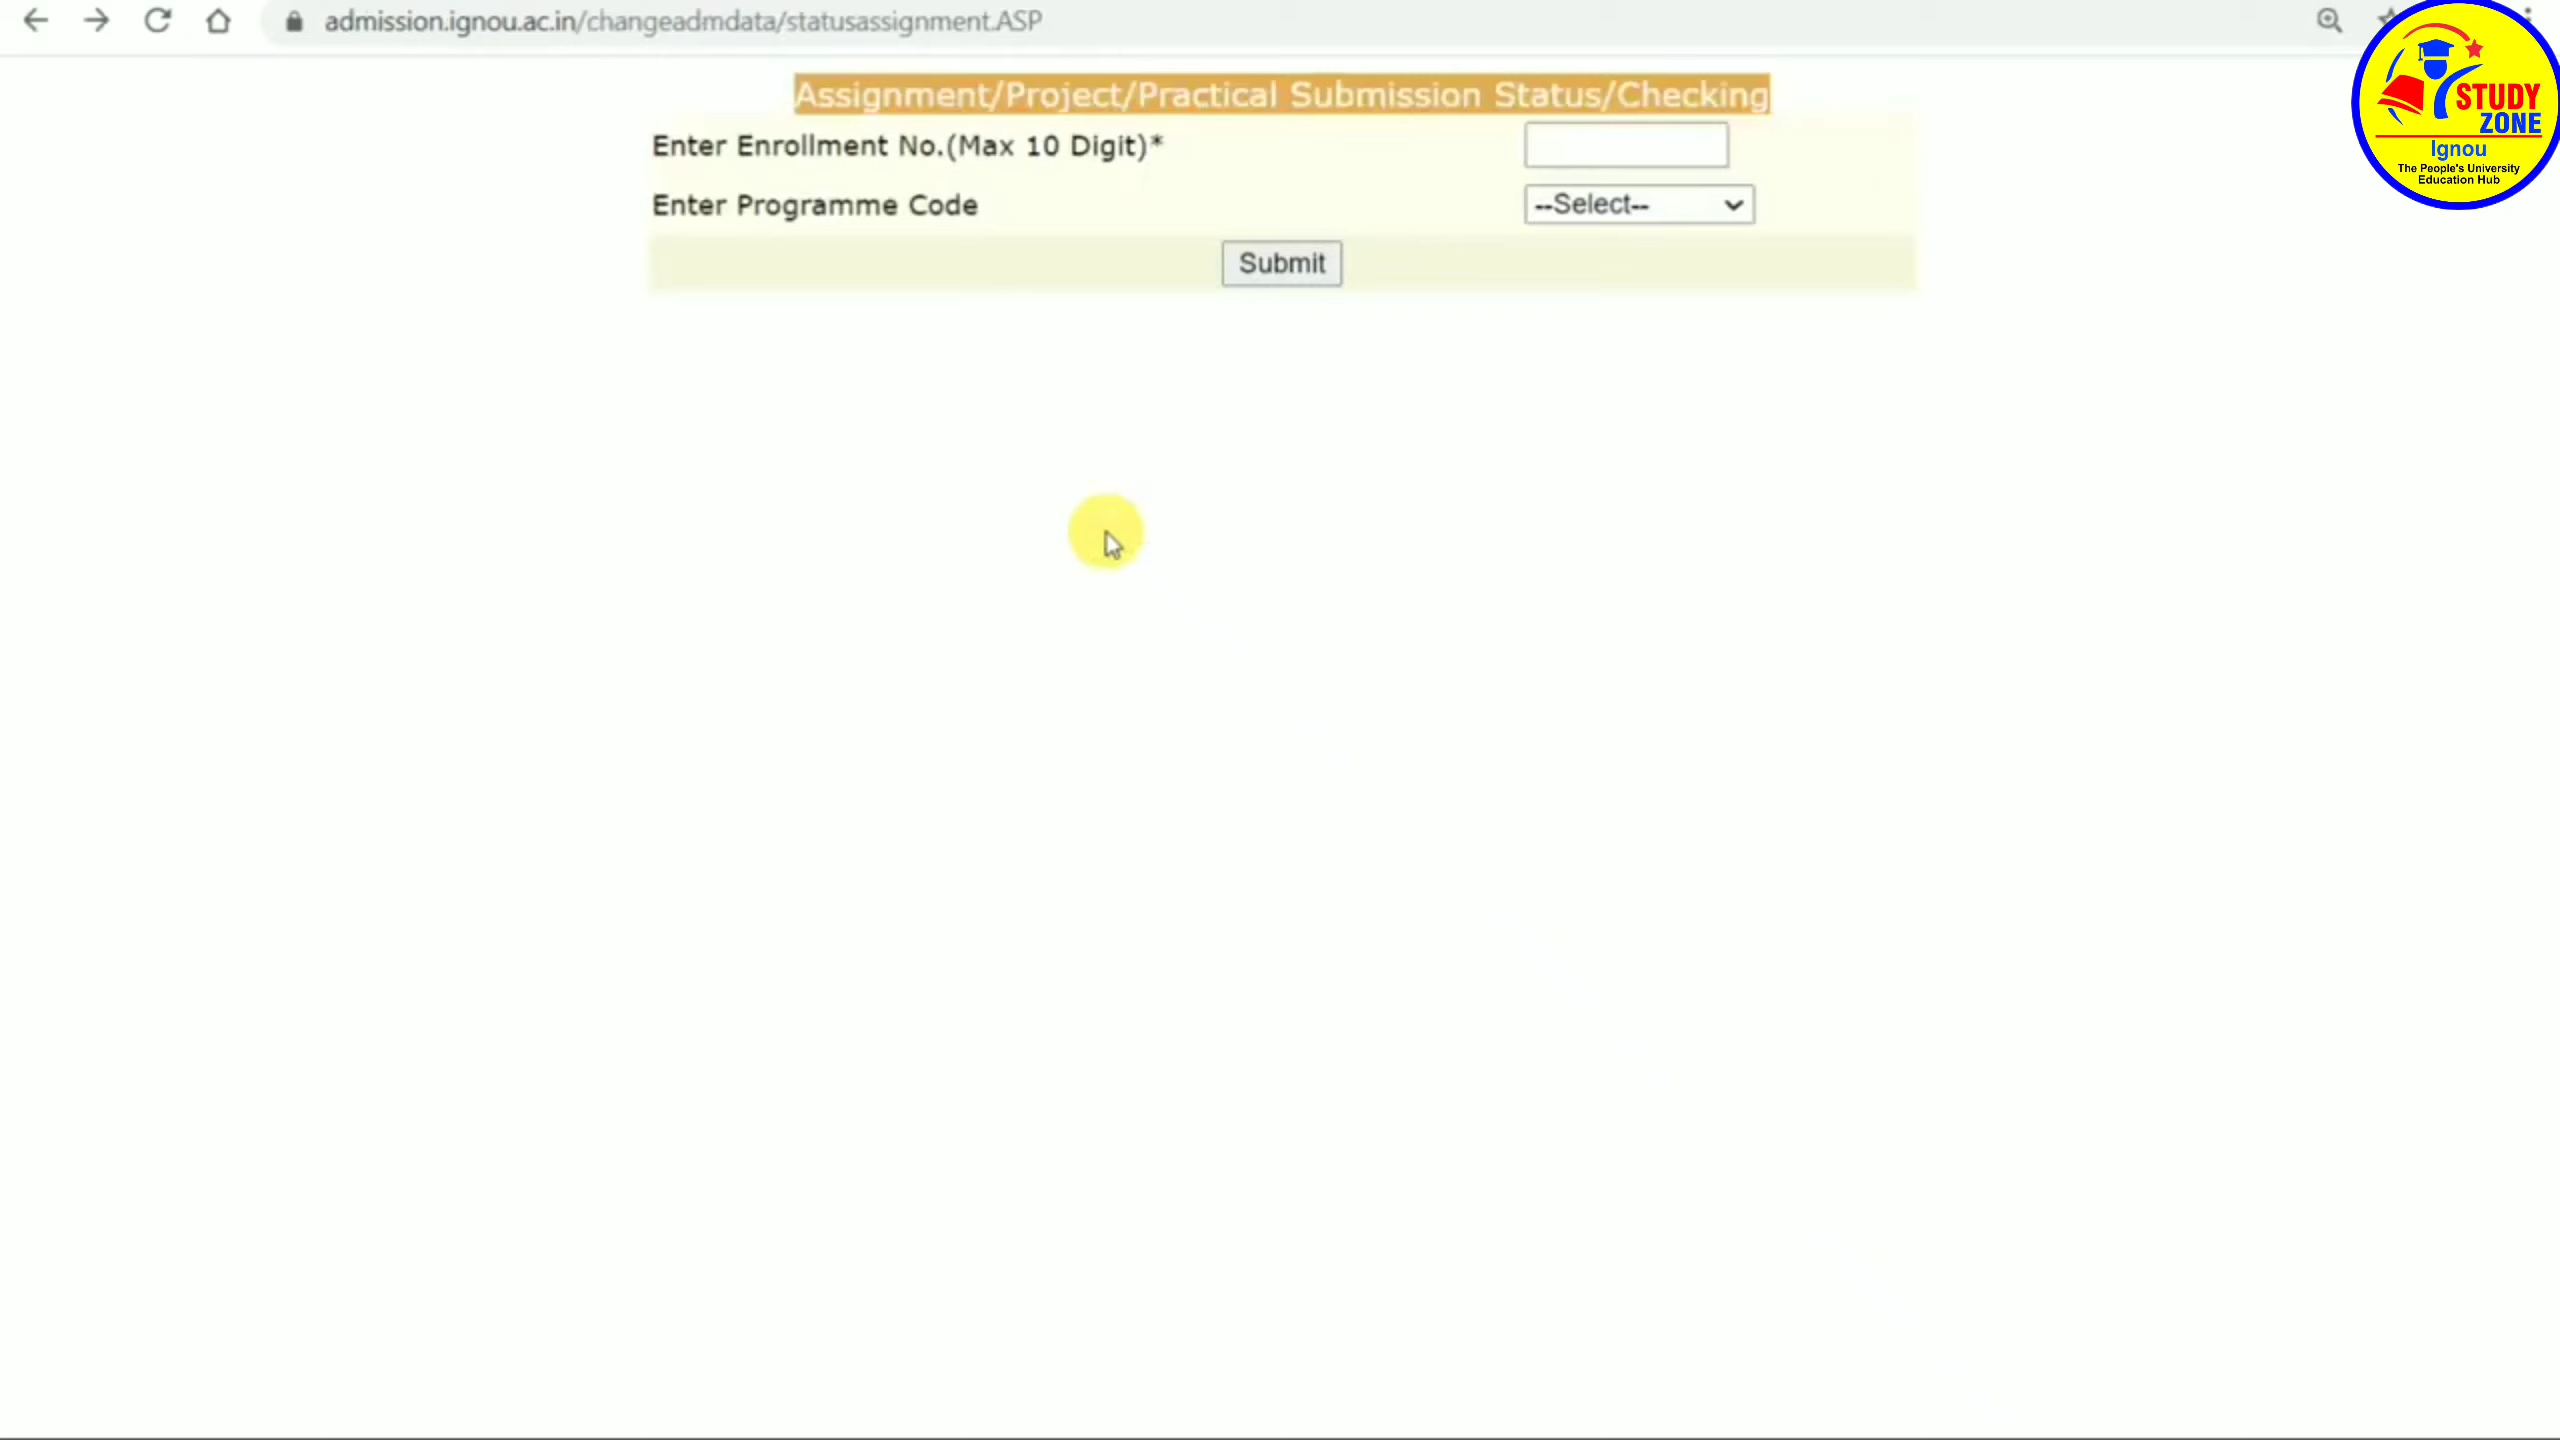 admission.ignou.ac.in/changeadmdata/statusassignment.ASP
Assignment/Project/Practical Submission Status/Checking
Enter Enrollment No.(Max 10 Digit)*
Enter Programme Code
--Select--
Submit
STUDY
ZONE
Ignou
The People's University
Education Hub